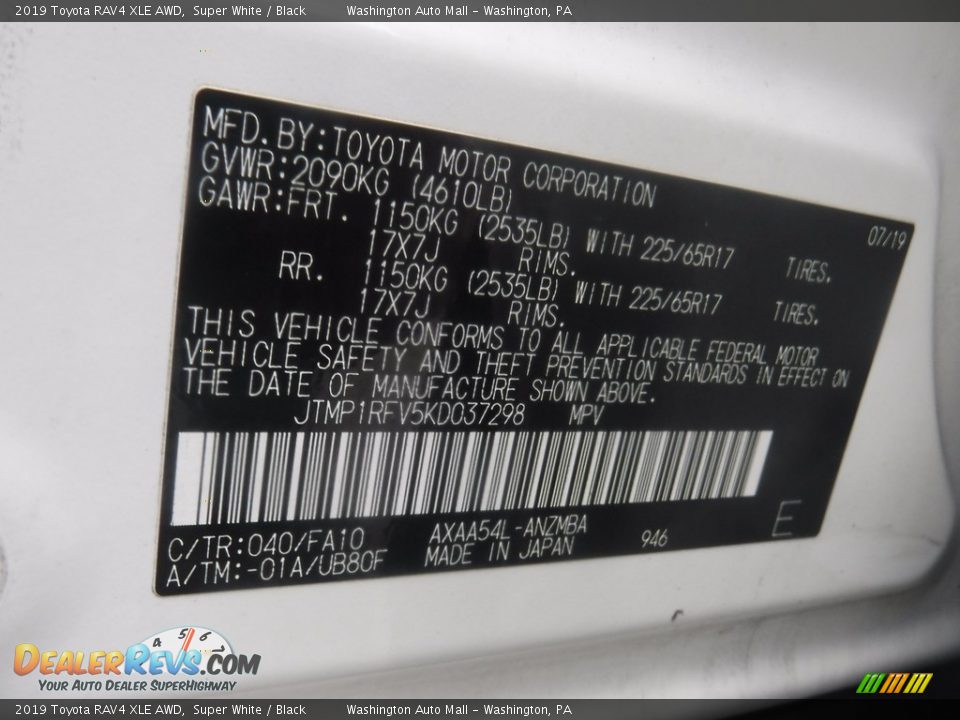 2019 Toyota RAV4 XLE AWD, Super White / Black Washington Auto Mall - Washington, PA
MFD. BY: TOYOTA MOTOR CORPORATION 07/19
GVWR: 2090KG (4610LB)
GAWR: FRT. 1150KG (2535LB) WITH 225/65R17 TIRES.
17X7J RIMS.
RR. 1150KG (2535LB) WITH 225/65R17 TIRES.
17X7J RIMS.
THIS VEHICLE CONFORMS TO ALL APPLICABLE FEDERAL MOTOR
VEHICLE SAFETY AND THEFT PREVENTION STANDARDS IN EFFECT ON
THE DATE OF MANUFACTURE SHOWN ABOVE.
JTMP1RFV5KD037298 MPV
C/TR: 040/FA10 AXAA54L-ANZMBA 946 E
A/TM: -01A/UB80F MADE IN JAPAN
4 5 6
DEALERREVS.COM
YOUR AUTO DEALER SUPERHIGHWAY
2019 Toyota RAV4 XLE AWD, Super White / Black Washington Auto Mall - Washington, PA